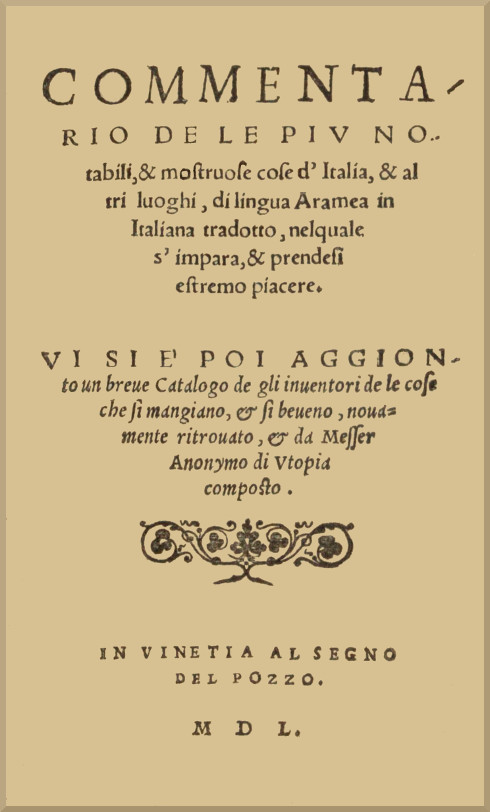 COMMENTA-
RIO DE LE PIV NO-
tabili,& moſtruoſe coſe d' Italia, & al
tri luoghi, di lingua Aramea in
Italiana tradotto, nelquale
s' impara,& prendeſi
eſtremo piacere.
VI SI E' POI AGGION-
to un breue Catalogo de gli inuentori de le coſe
che ſi mangiano, & ſi beueno, noua=
mente ritrouato, & da Meſſer
Anonymo di Vtopia
compoſto.
IN VINETIA AL SEGNO
DEL POZZO.
M D L.